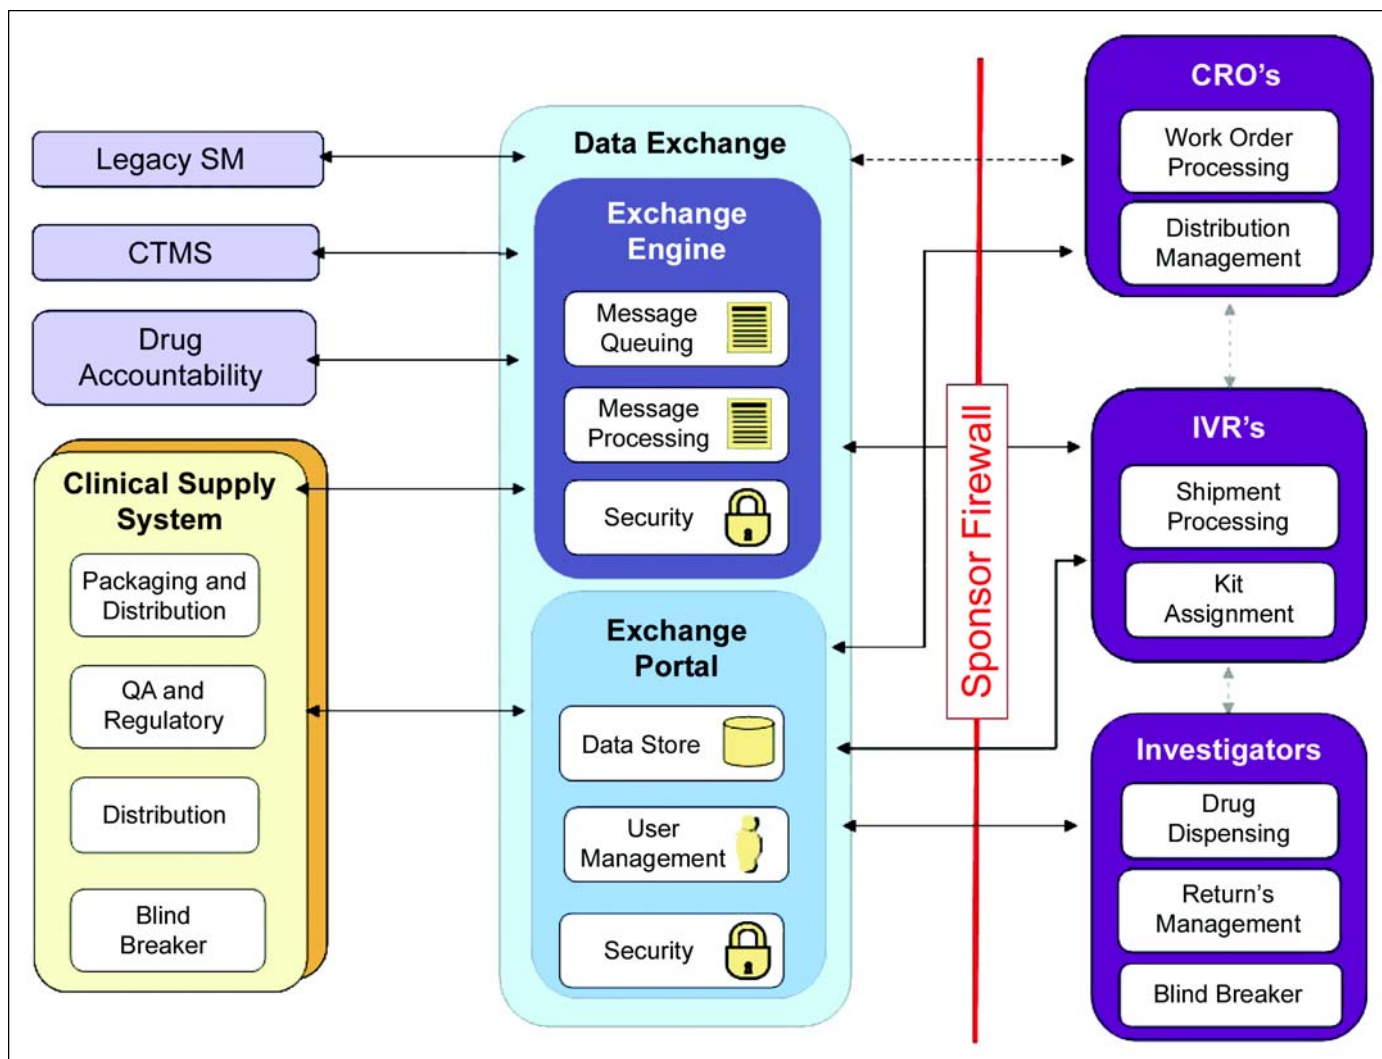 Legacy SM
CTMS
Drug
Accountability
Clinical Supply
System
Packaging and
Distribution
QA and
Regulatory
Distribution
Blind
Breaker
Data Exchange
Exchange
Engine
Message
Queuing
Message
Processing
Security
Exchange
Portal
Data Store
User
Management
Security
Sponsor Firewall
CRO's
Work Order
Processing
Distribution
Management
IVR's
Shipment
Processing
Kit
Assignment
Investigators
Drug
Dispensing
Return's
Management
Blind Breaker